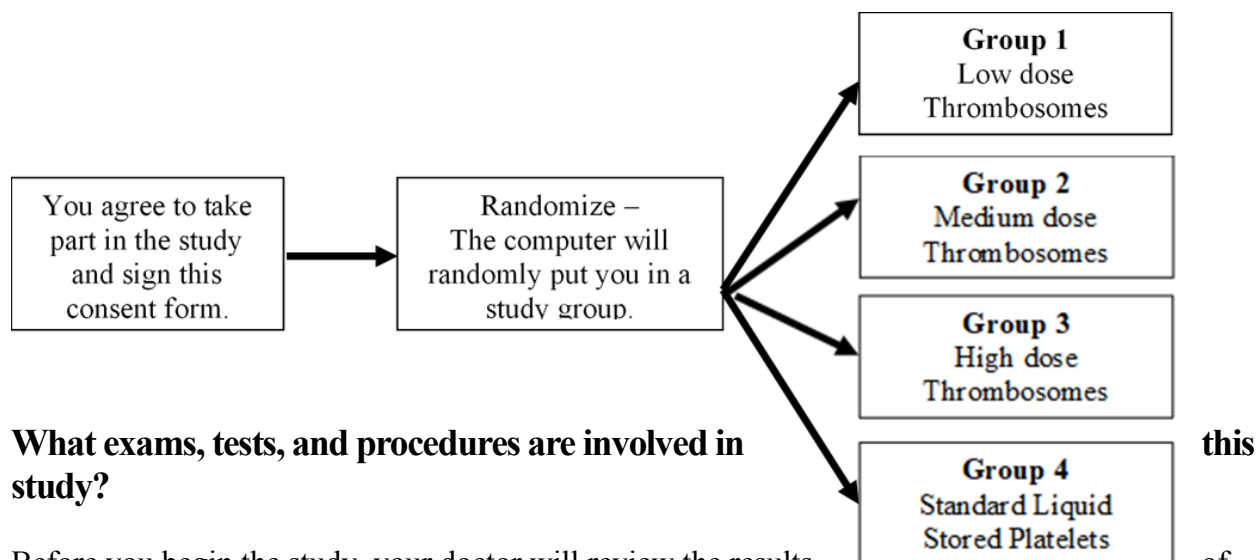 You agree to take
part in the study
and sign this
consent form.
Randomize –
The computer will
randomly put you in a
study group.
Group 1
Low dose
Thrombosomes
Group 2
Medium dose
Thrombosomes
Group 3
High dose
Thrombosomes
Group 4
Standard Liquid
Stored Platelets
What exams, tests, and procedures are involved in this
study?
Before you begin the study, your doctor will review the results of